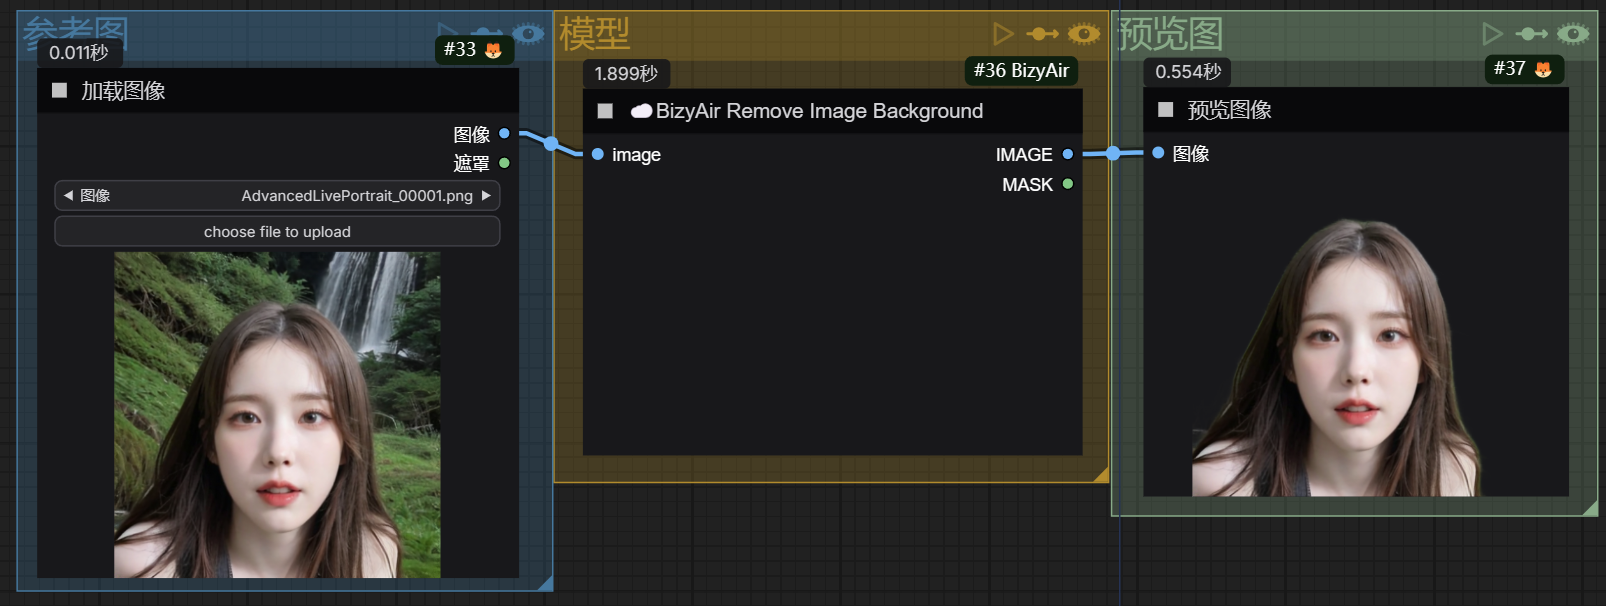 参考图
0.011秒
#33
加载图像
图像
遮罩
图像 AdvancedLivePortrait_00001.png
choose file to upload
模型
1.899秒
#36 BizyAir
BizyAir Remove Image Background
image
IMAGE
MASK
预览图
0.554秒
#37
预览图像
图像